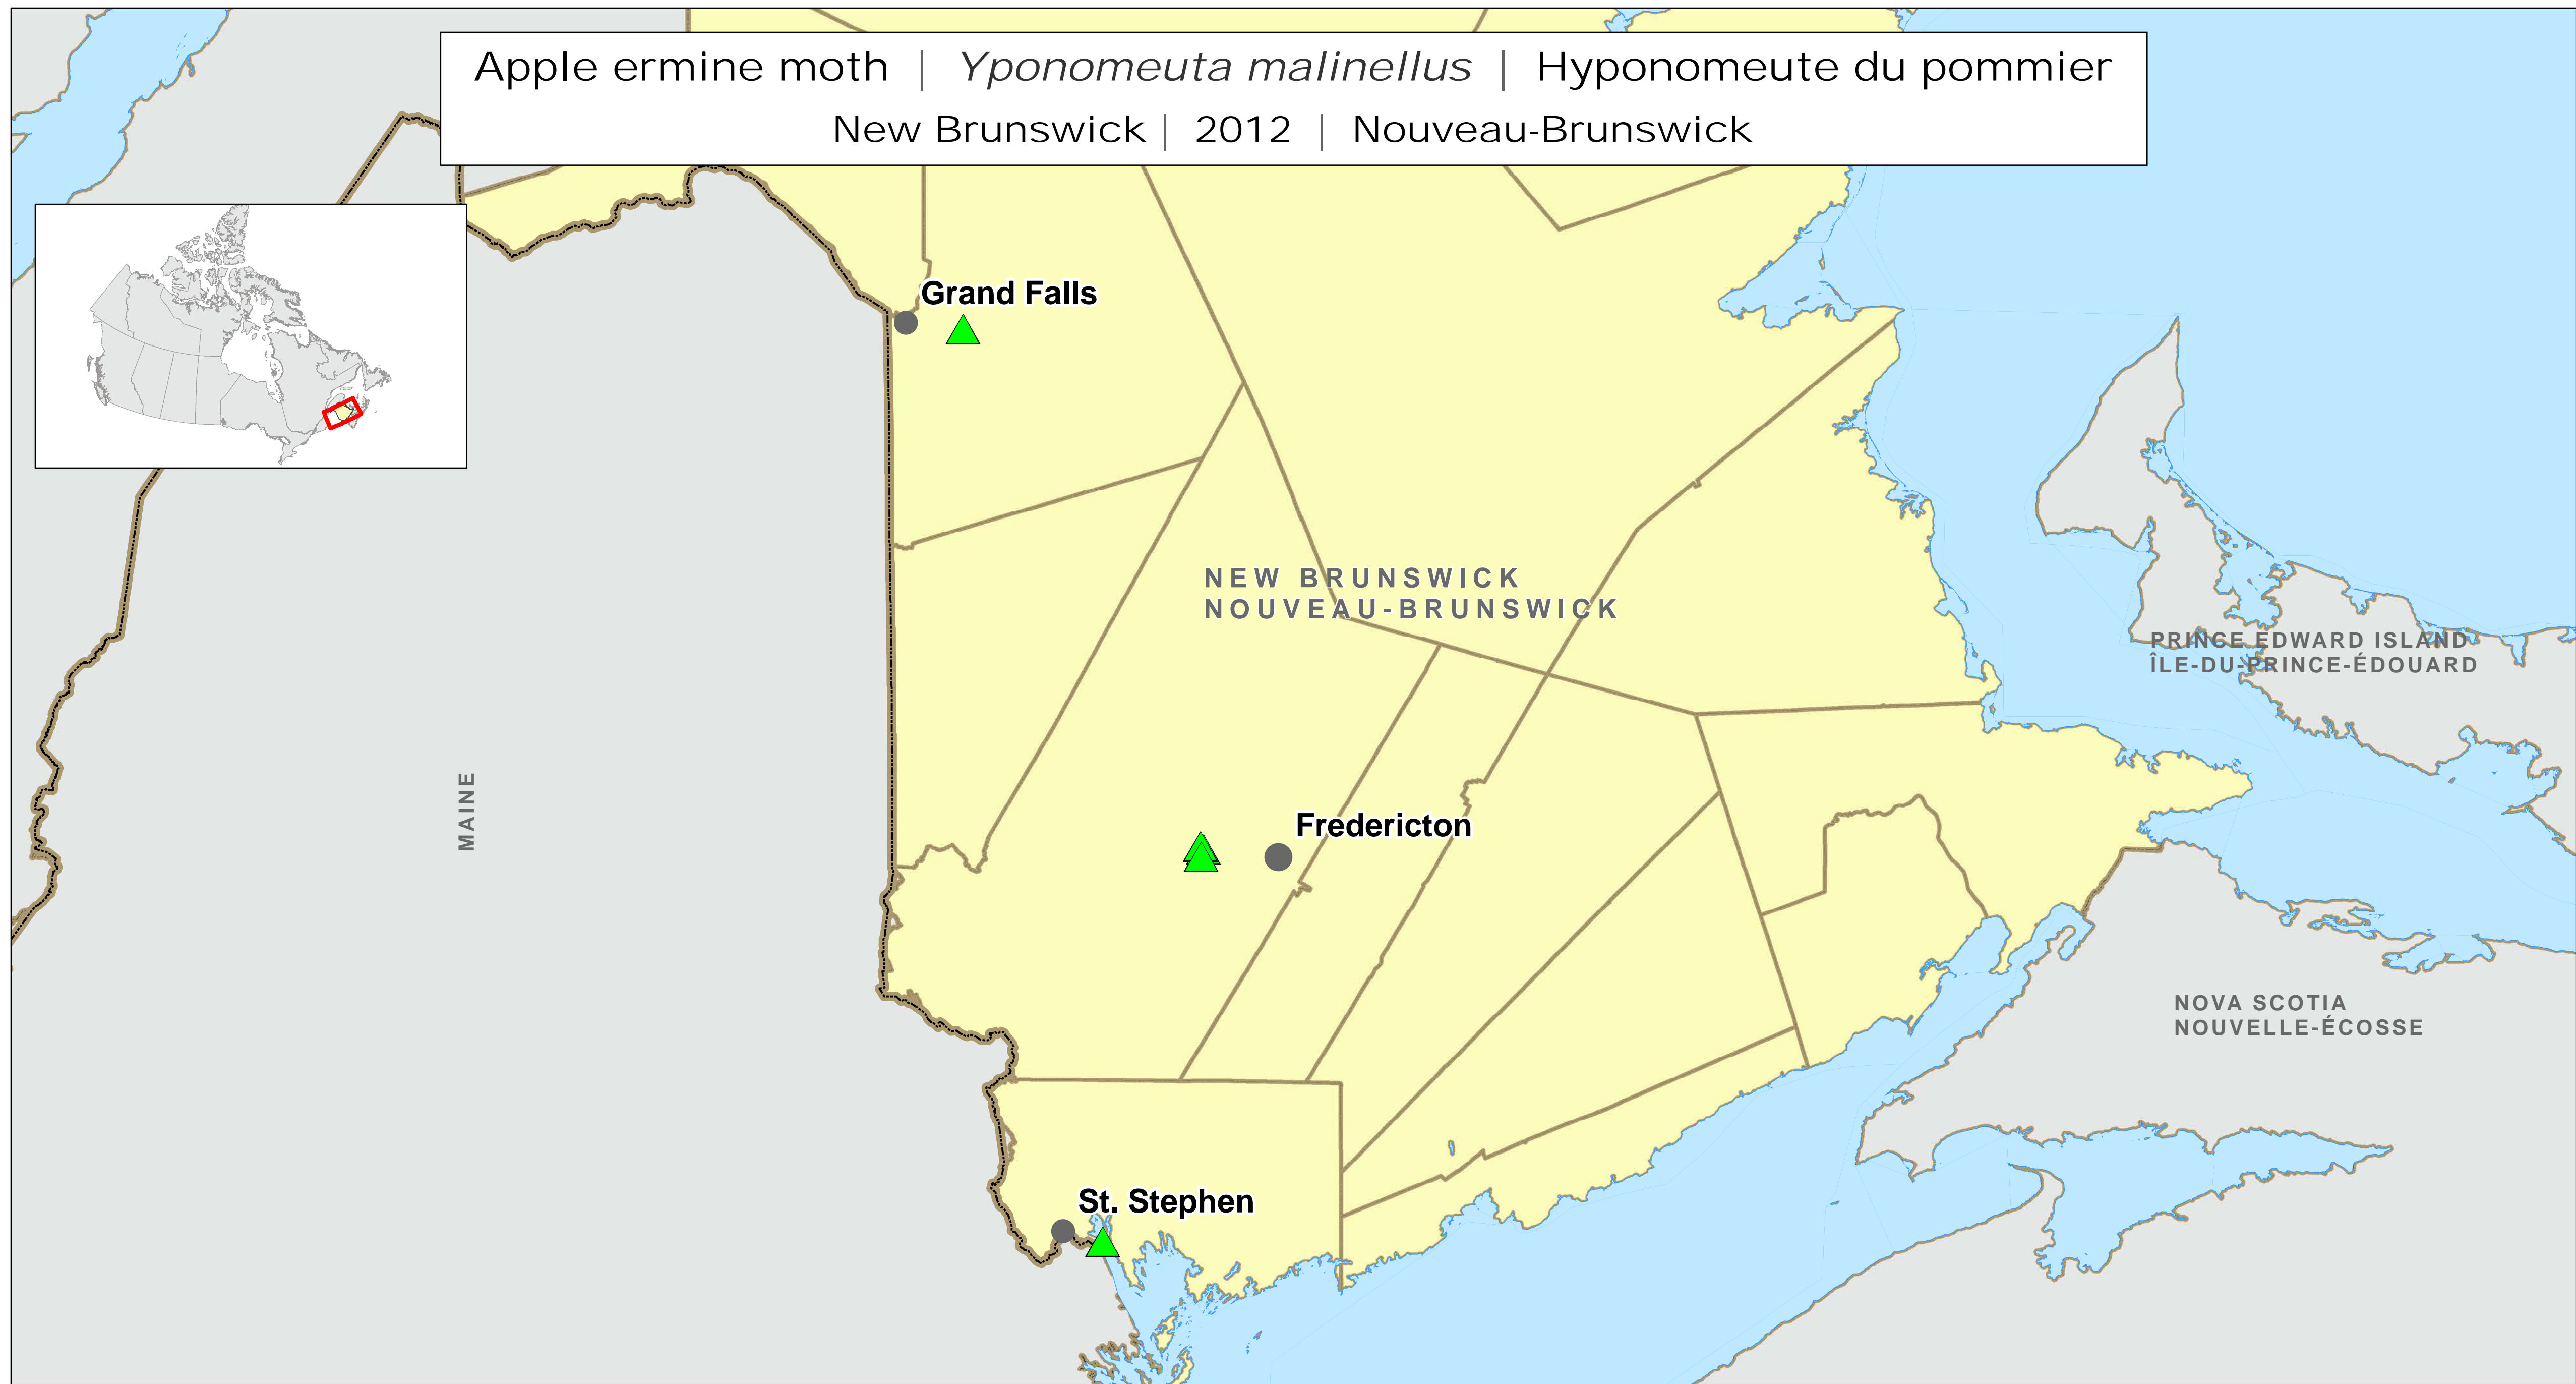 Apple ermine moth | Yponomeuta malinellus | Hyponomeute du pommier
New Brunswick | 2012 | Nouveau-Brunswick
Grand Falls
NEW BRUNSWICK
NOUVEAU-BRUNSWICK
PRINCE EDWARD ISLAND
ÎLE-DU-PRINCE-ÉDOUARD
MAINE
Fredericton
NOVA SCOTIA
NOUVELLE-ÉCOSSE
St. Stephen